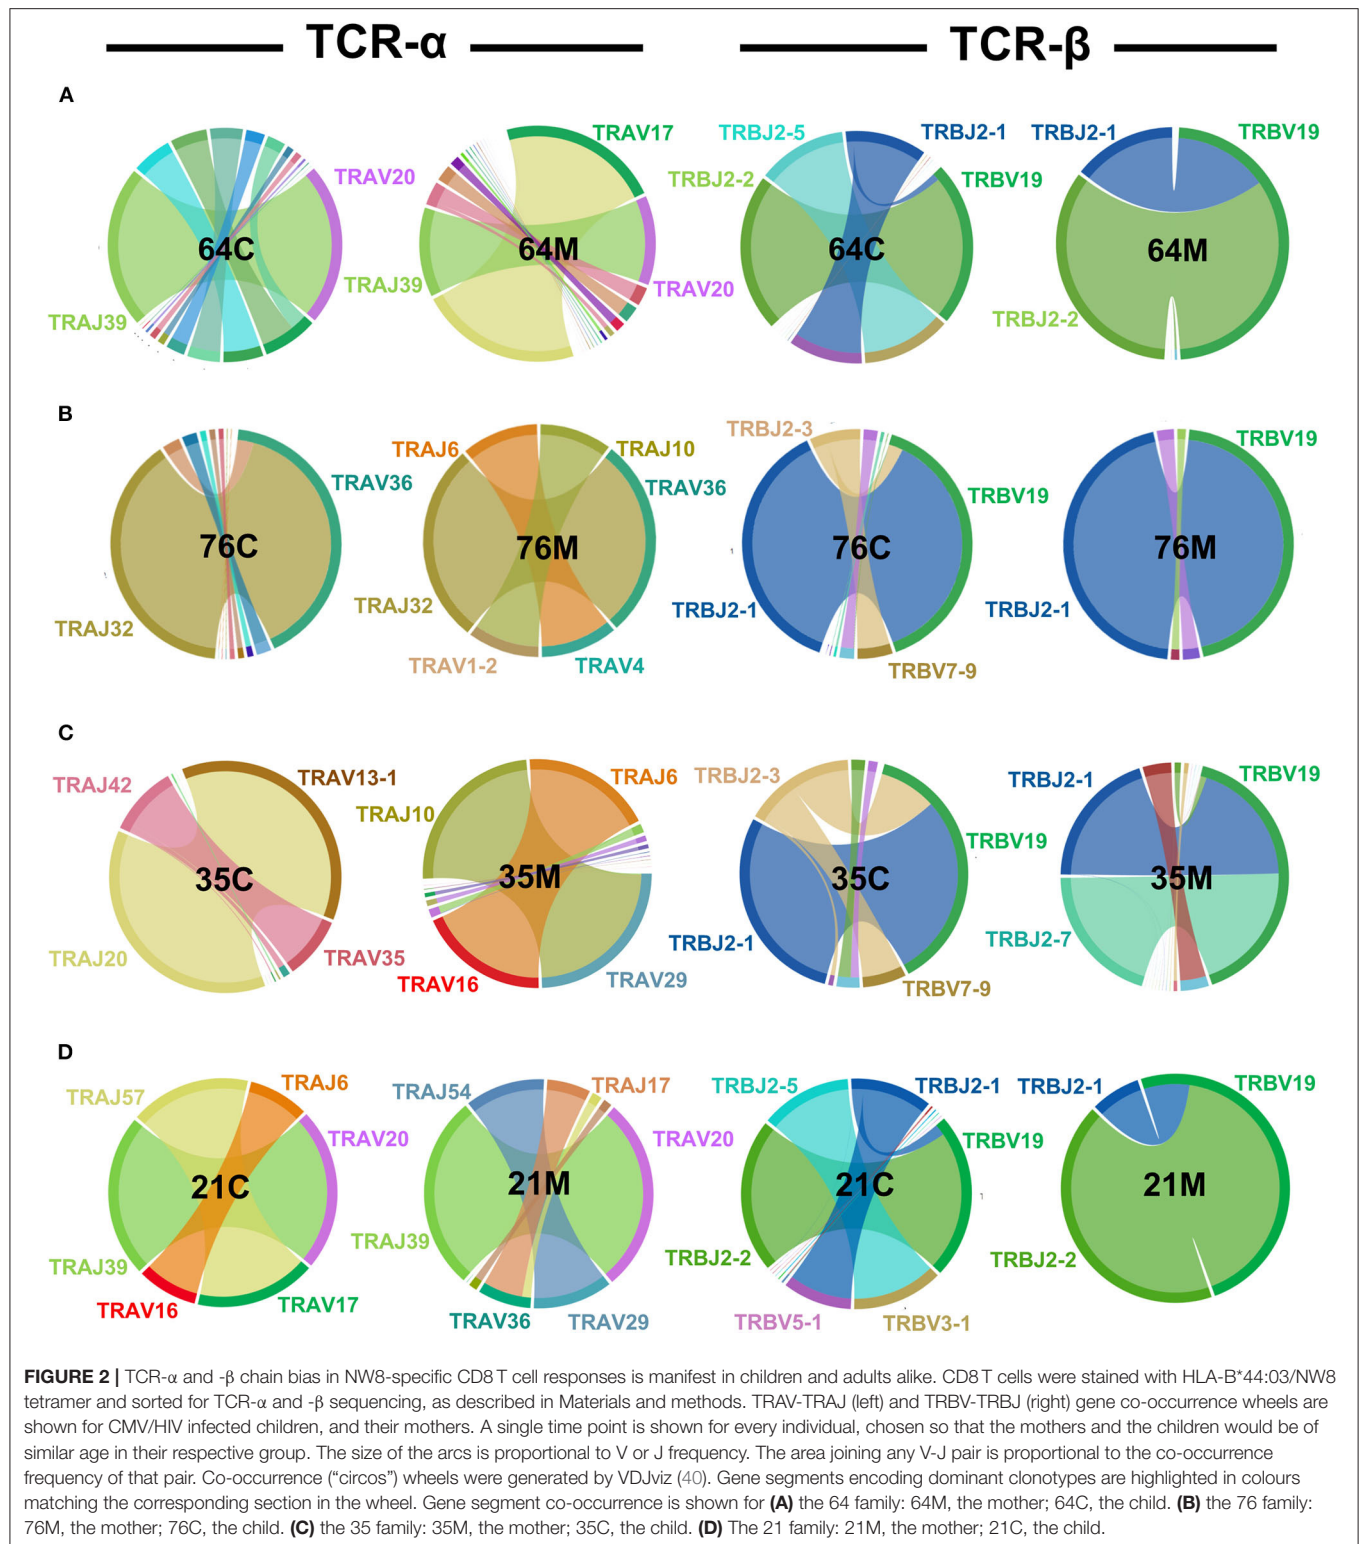 TCR-α
TCR-β
A
TRAV20
64C
TRAJ39
TRAV17
64M
TRAJ39
TRAV20
TRBJ2-5
TRBJ2-1
TRBJ2-2
TRBV19
64C
TRBJ2-1
TRBV19
64M
TRBJ2-2
B
TRAV36
76C
TRAJ32
TRAJ6
TRAJ10
TRAV36
76M
TRAJ32
TRAV1-2
TRAV4
TRBJ2-3
TRBV19
76C
TRBJ2-1
TRBV7-9
TRBV19
76M
TRBJ2-1
C
TRAJ42
TRAV13-1
35C
TRAJ20
TRAV35
TRAJ6
TRAJ10
35M
TRAV16
TRAV29
TRBJ2-3
TRBV19
35C
TRBJ2-1
TRBV7-9
TRBJ2-1
TRBV19
35M
TRBJ2-7
D
TRAJ57
TRAJ6
TRAV20
21C
TRAJ39
TRAV16
TRAV17
TRAJ54
TRAJ17
TRAV20
21M
TRAJ39
TRAV36
TRAV29
TRBJ2-5
TRBJ2-1
TRBV19
21C
TRBJ2-2
TRBV5-1
TRBV3-1
TRBJ2-1
TRBV19
21M
TRBJ2-2
FIGURE 2 | TCR-α and -β chain bias in NW8-specific CD8 T cell responses is manifest in children and adults alike. CD8 T cells were stained with HLA-B*44:03/NW8
tetramer and sorted for TCR-α and -β sequencing, as described in Materials and methods. TRAV-TRAJ (left) and TRBV-TRBJ (right) gene co-occurrence wheels are
shown for CMV/HIV infected children, and their mothers. A single time point is shown for every individual, chosen so that the mothers and the children would be of
similar age in their respective group. The size of the arcs is proportional to V or J frequency. The area joining any V-J pair is proportional to the co-occurrence
frequency of that pair. Co-occurrence (“circos”) wheels were generated by VDJviz (40). Gene segments encoding dominant clonotypes are highlighted in colours
matching the corresponding section in the wheel. Gene segment co-occurrence is shown for (A) the 64 family: 64M, the mother; 64C, the child. (B) the 76 family:
76M, the mother; 76C, the child. (C) the 35 family: 35M, the mother; 35C, the child. (D) The 21 family: 21M, the mother; 21C, the child.